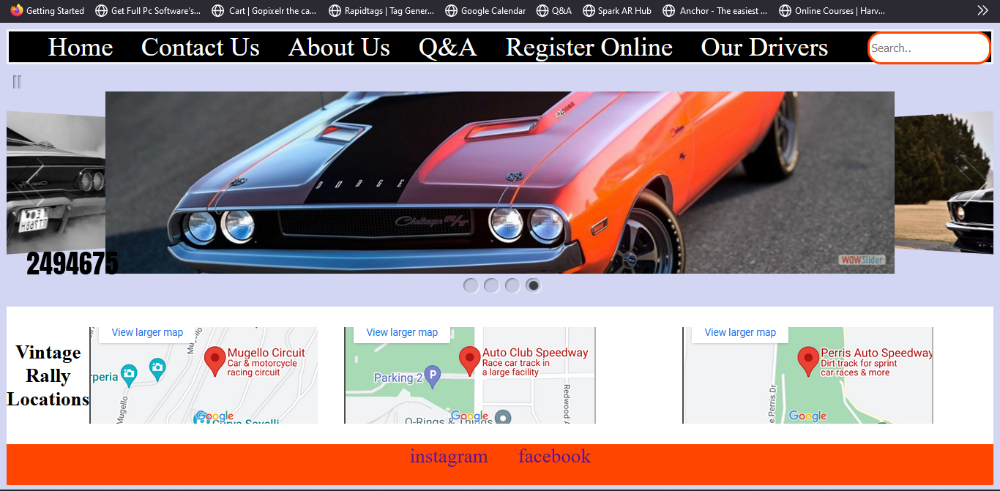 Getting Started Get Full Pc Software's... Cart | Gopixelr the ca... Rapidtags | Tag Gener... Google Calendar Q&A Spark AR Hub Anchor - The easiest ... Online Courses | Harv...
Home Contact Us About Us Q&A Register Online Our Drivers Search..
DODGE
Challenger R/T
WOWSlider
2494675
View larger map
Mugello Circuit
Car & motorcycle
racing circuit
Mugello
Google
View larger map
Auto Club Speedway
Race car track in
a large facility
Parking 2
P
Redwood
O-Rings & Things
Google
View larger map
Perris Auto Speedway
Dirt track for sprint
car races & more
e Perris Dr
Google
Vintage
Rally
Locations
instagram facebook